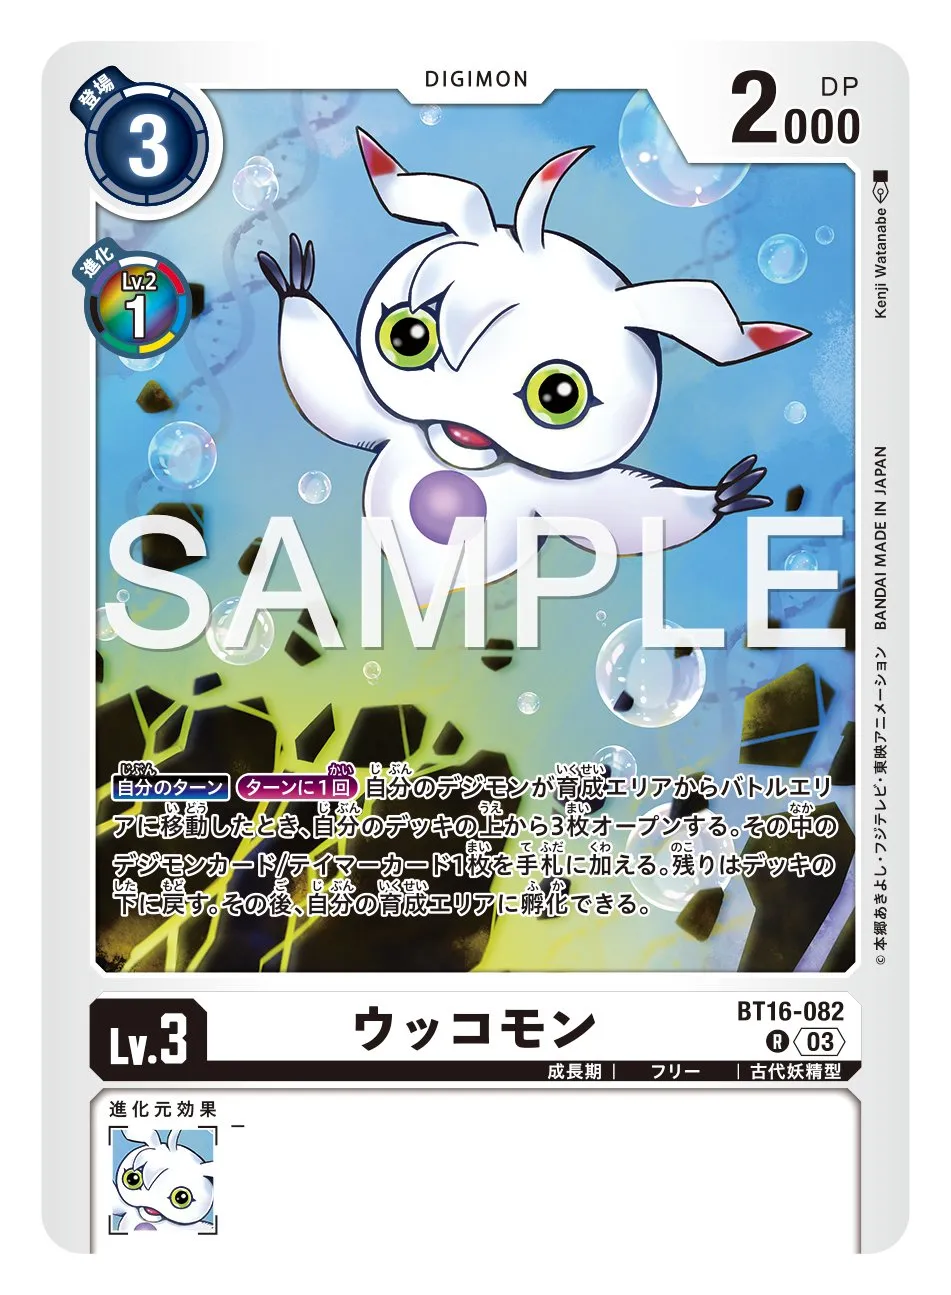 DIGIMON
登場
3
DP
2000
進化
Lv.2
1
Kenji Watanabe
BANDAI MADE IN JAPAN
©本郷あきよし・フジテレビ・東映アニメーション
SAMPLE
自分のターン ターンに1回 自分のデジモンが育成エリアからバトルエリ
アに移動したとき、自分のデッキの上から3枚オープンする。その中の
デジモンカード/テイマーカード1枚を手札に加える。残りはデッキの
下に戻す。その後、自分の育成エリアに孵化できる。
Lv.3
ウッコモン
BT16-082
R 03
成長期 | フリー | 古代妖精型
進化元効果
－